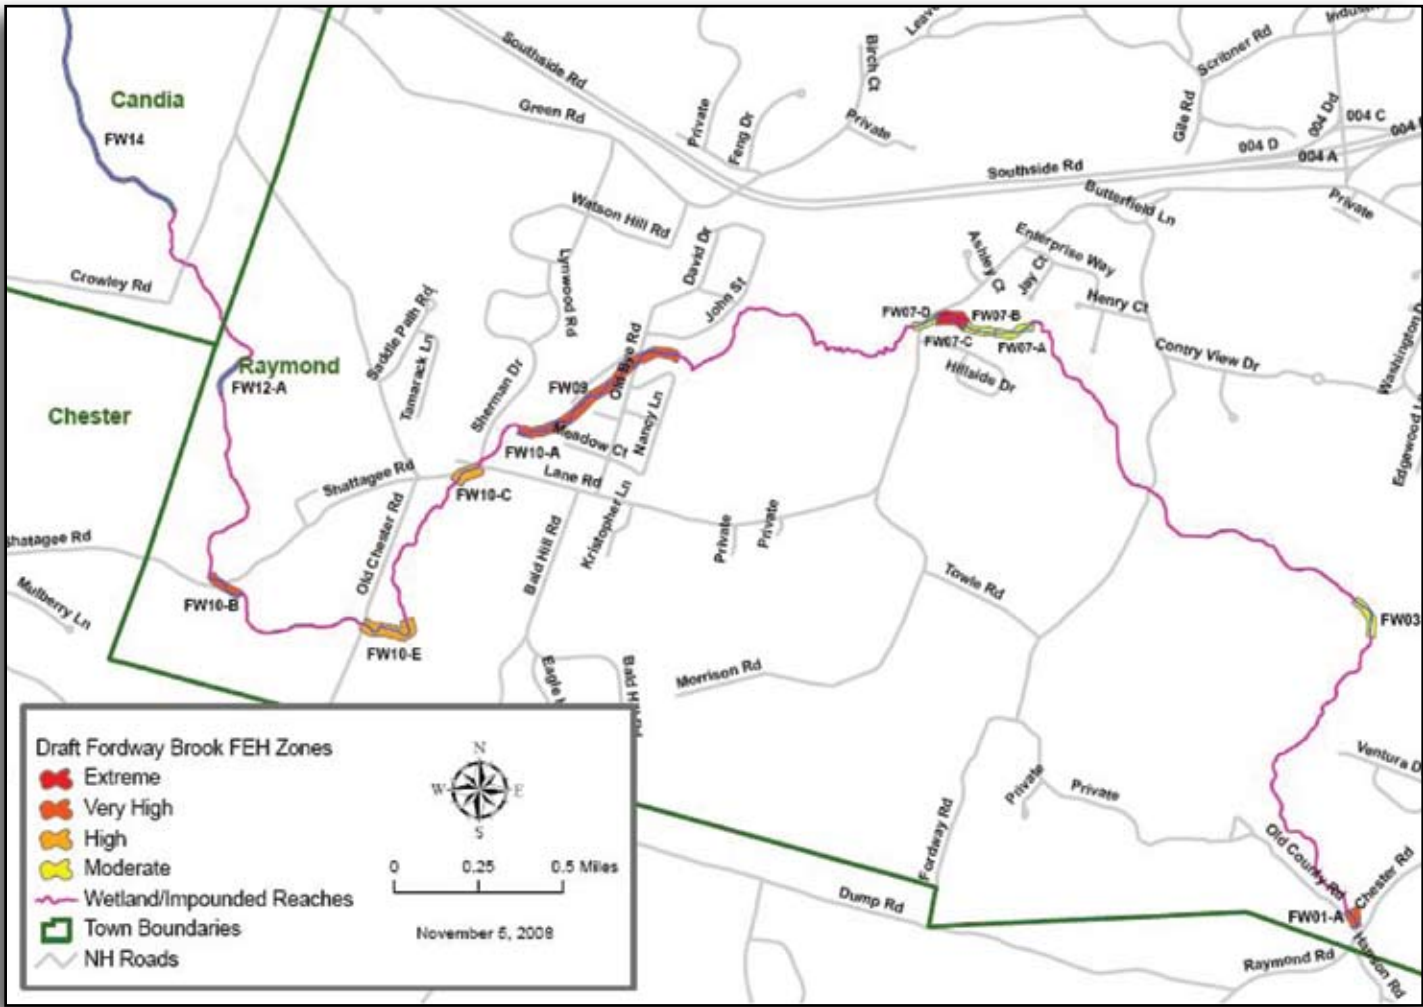 Candia
FW14
Southside Rd
Green Rd
Private
Feng Dr
Birch Ct
Private
Scribner Rd
Gile Rd
004 Dd
004 C
004 D
004 A
Southside Rd
Butterfield Ln
Private
Watson Hill Rd
David Dr
John St
Lynwood Rd
Ashley Ct
Enterprise Way
Jay Ct
Henry Ct
Crowley Rd
Saddle Path Rd
Tamarack Ln
Old Bye Rd
FW07-D
FW07-B
FW07-C
FW07-A
Contry View Dr
Hillside Dr
Raymond
FW12-A
FW09
Sherman Dr
Nancy Ln
Chester
Meadow Ct
FW10-A
Lane Rd
Shattagee Rd
FW10-C
Old Chester Rd
Bald Hill Rd
Kristopher Ln
Private
Private
shatagee Rd
Mulberry Ln
FW10-B
FW10-E
Towle Rd
FW03
Morrison Rd
Private
Private
Fordway Rd
Old County Rd
Chester Rd
Dump Rd
FW01-A
Raymond Rd
Hanson Rd
Draft Fordway Brook FEH Zones
Extreme
Very High
High
Moderate
Wetland/Impounded Reaches
Town Boundaries
NH Roads
N
W E
S
0 0.25 0.5 Miles
November 5, 2008